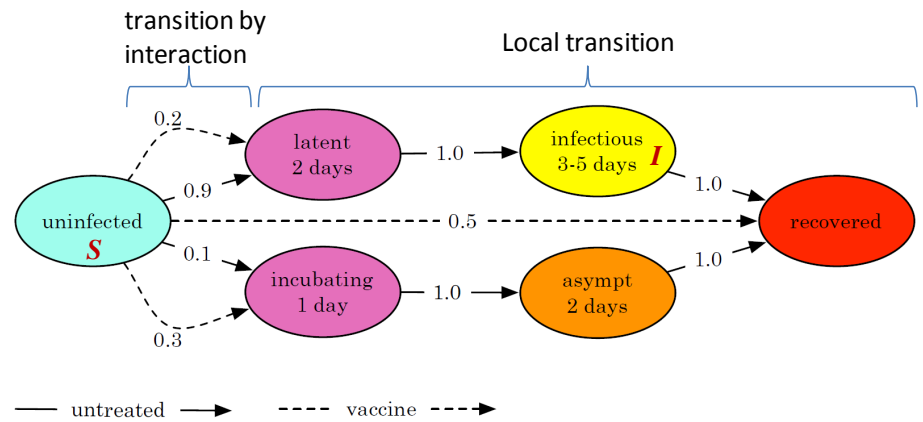 transition by
interaction
Local transition
0.2
latent
2 days
1.0
infectious
3-5 days I
0.9
1.0
uninfected
S
0.5
recovered
0.1
1.0
incubating
1 day
1.0
asympt
2 days
0.3
untreated
vaccine